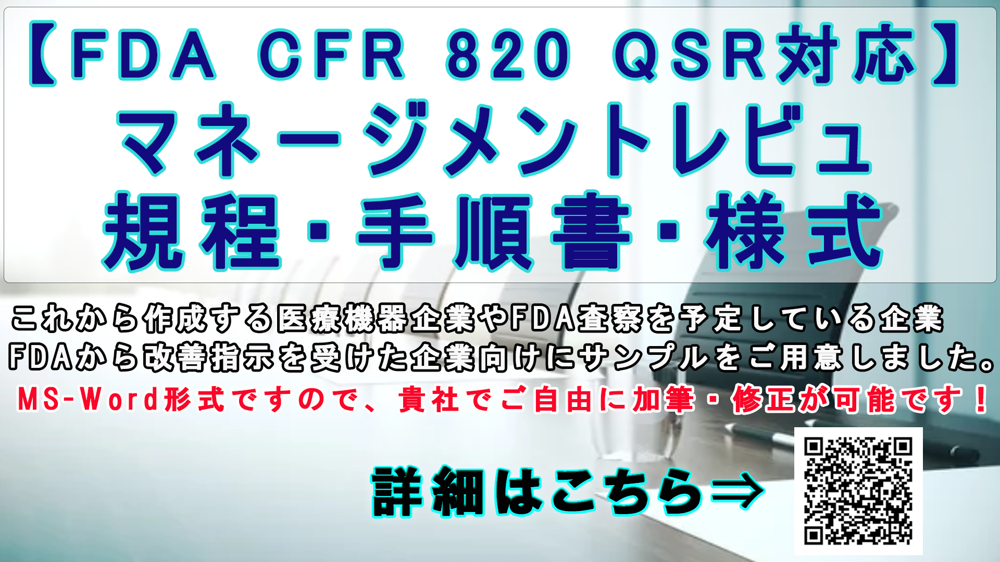 【FDA CFR 820 QSR対応】
マネージメントレビュ
規程・手順書・様式
これから作成する医療機器企業やFDA査察を予定している企業
FDAから改善指示を受けた企業向けにサンプルをご用意しました。
MS-Word形式ですので、貴社でご自由に加筆・修正が可能です！
詳細はこちら⇒